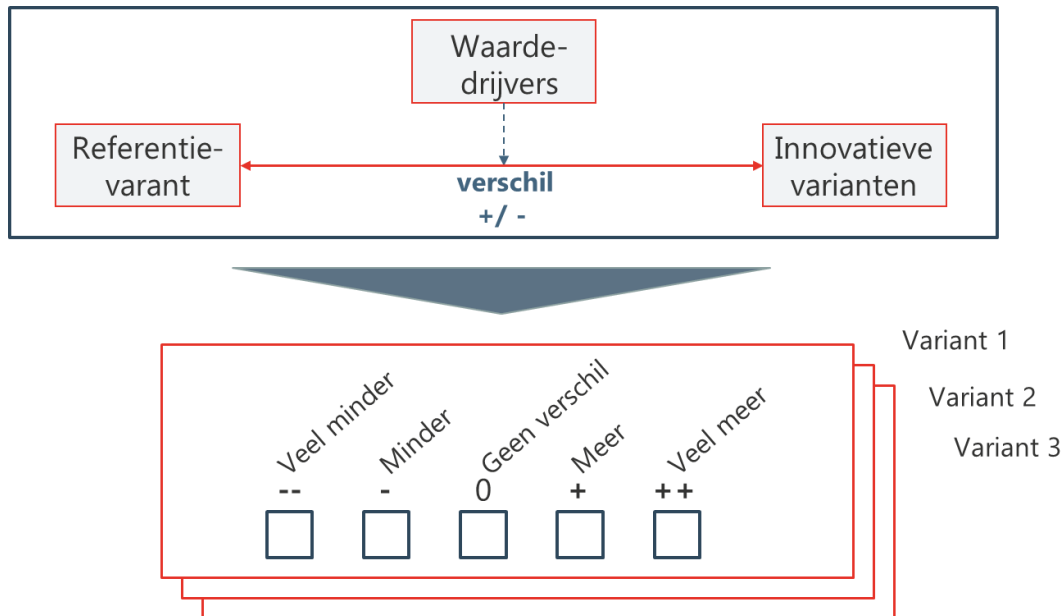 Waarde-
drijvers
Referentie-
varant
Innovatieve
varianten
verschil
+/ -
Variant 1
Variant 2
Variant 3
Veel minder
Minder
Geen verschil
Meer
Veel meer
--
-
0
+
++